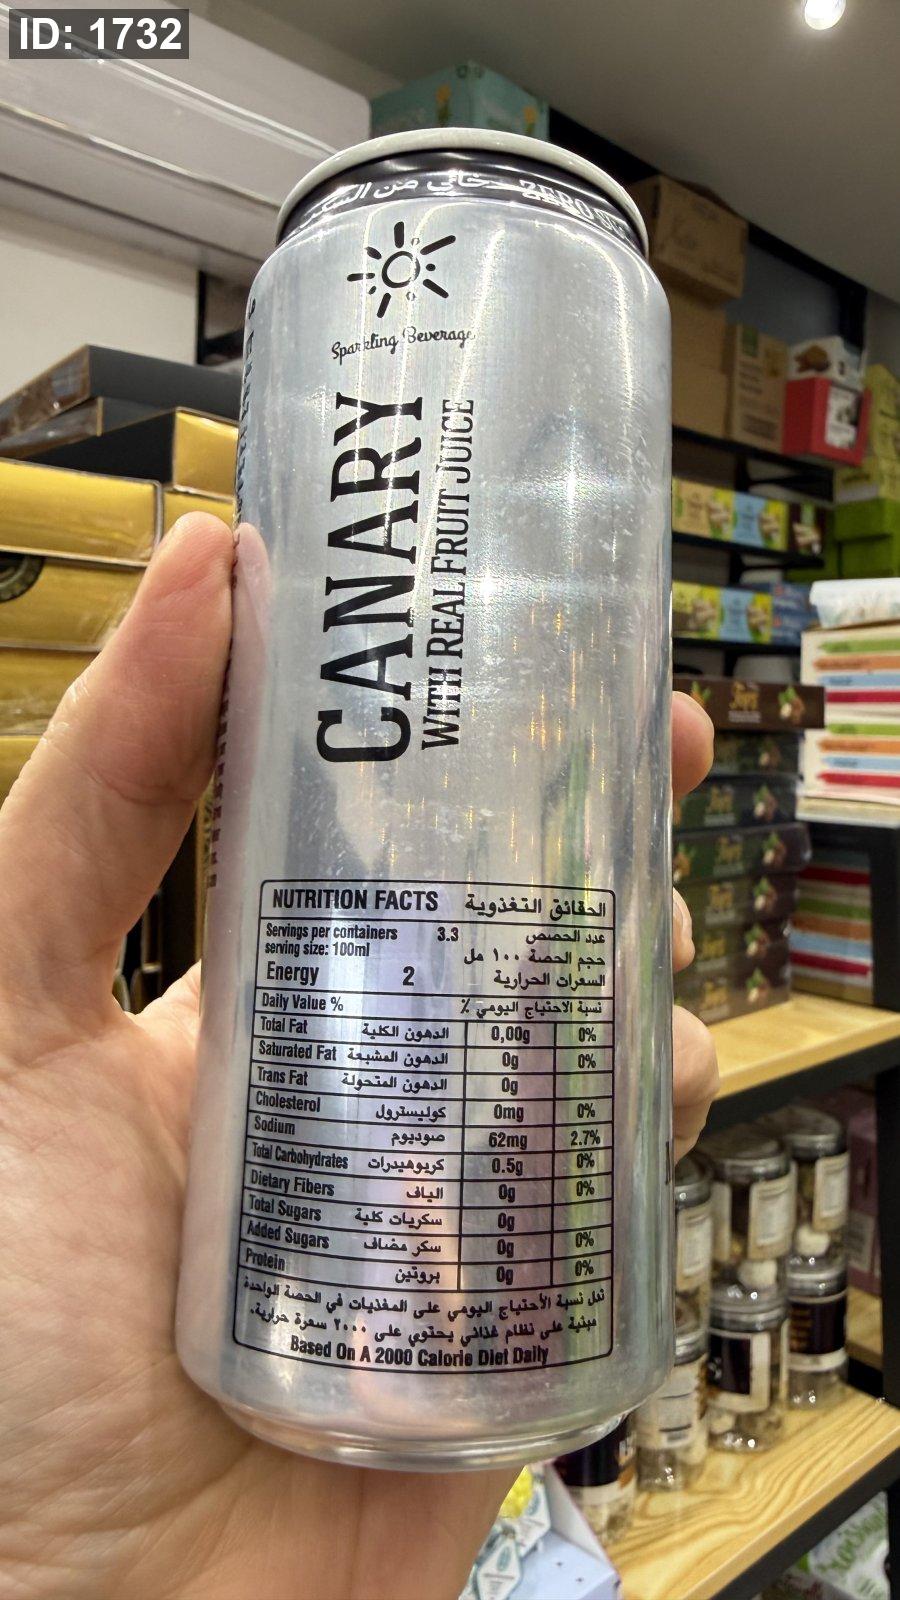 ID: 1732
خالي من السكر ZERO SU
Sparkling Beverage
CANARY
WITH REAL FRUIT JUICE
NUTRITION FACTS الحقائق التغذوية
Servings per containers 3.3 عدد الحصص
serving size: 100ml حجم الحصة ١٠٠ مل
Energy 2 السعرات الحرارية
Daily Value % نسبة الاحتياج اليومي ٪
Total Fat الدهون الكلية 0,00g 0%
Saturated Fat الدهون المشبعة 0g 0%
Trans Fat الدهون المتحولة 0g
Cholesterol كوليسترول 0mg 0%
Sodium صوديوم 62mg 2.7%
Total Carbohydrates كربوهيدرات 0.5g 0%
Dietary Fibers الياف 0g 0%
Total Sugars سكريات كلية 0g
Added Sugars سكر مضاف 0g 0%
Protein بروتين 0g 0%
تدل نسبة الأحتياج اليومي على المغذيات في الحصة الواحدة
مبنية على نظام غذائي يحتوي على ٢٠٠٠ سعرة حرارية.
Based On A 2000 Calorie Diet Daily